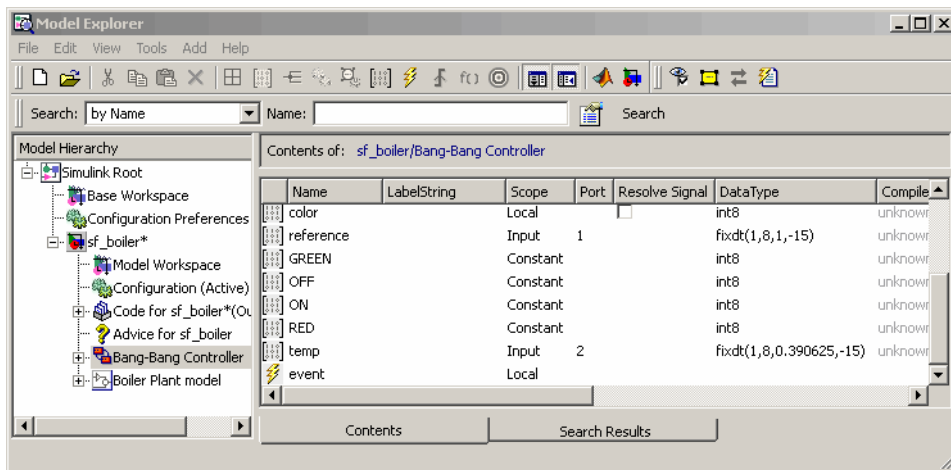 Model Explorer
File Edit View Tools Add Help
Search: by Name Name: Search
Model Hierarchy
Simulink Root
Base Workspace
Configuration Preferences
sf_boiler*
Model Workspace
Configuration (Active)
Code for sf_boiler*(Ou
Advice for sf_boiler
Bang-Bang Controller
Boiler Plant model
Contents of: sf_boiler/Bang-Bang Controller
Name LabelString Scope Port Resolve Signal DataType Compile
color Local int8 unknown
reference Input 1 fixdt(1,8,1,-15) unknown
GREEN Constant int8 unknown
OFF Constant int8 unknown
ON Constant int8 unknown
RED Constant int8 unknown
temp Input 2 fixdt(1,8,0.390625,-15) unknown
event Local
Contents Search Results